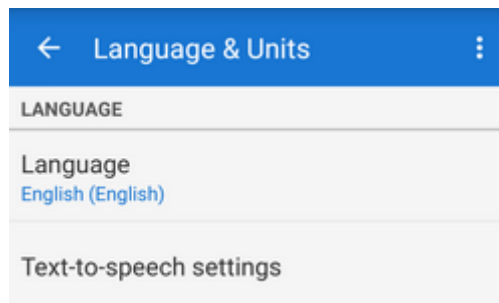 Language & Units
LANGUAGE
Language
English (English)
Text-to-speech settings